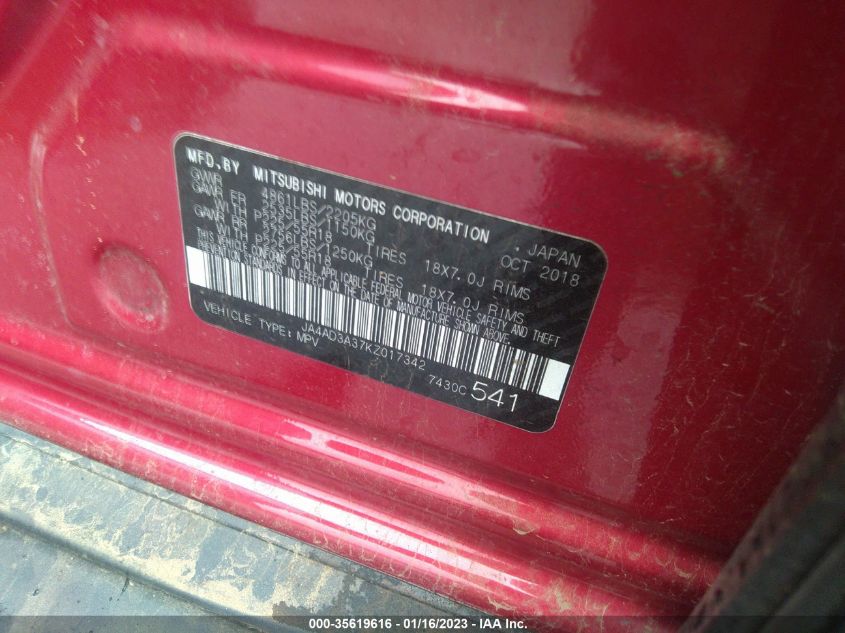 MFD. BY MITSUBISHI MOTORS CORPORATION . JAPAN
GVWR 4861LBS/2205KG OCT 2018
GAWR FR 2535LBS/1150KG
WITH P225/55R18 TIRES 18X7.0J RIMS
GAWR RR 2756LBS/1250KG
WITH P225/55R18 TIRES 18X7.0J RIMS
THIS VEHICLE CONFORMS TO ALL APPLICABLE FEDERAL MOTOR VEHICLE SAFETY AND THEFT
PREVENTION STANDARDS IN EFFECT ON THE DATE OF MANUFACTURE SHOWN ABOVE.
JA4AD3A37KZ017342
VEHICLE TYPE: MPV 7430C 541
000-35619616 - 01/16/2023 - IAA Inc.